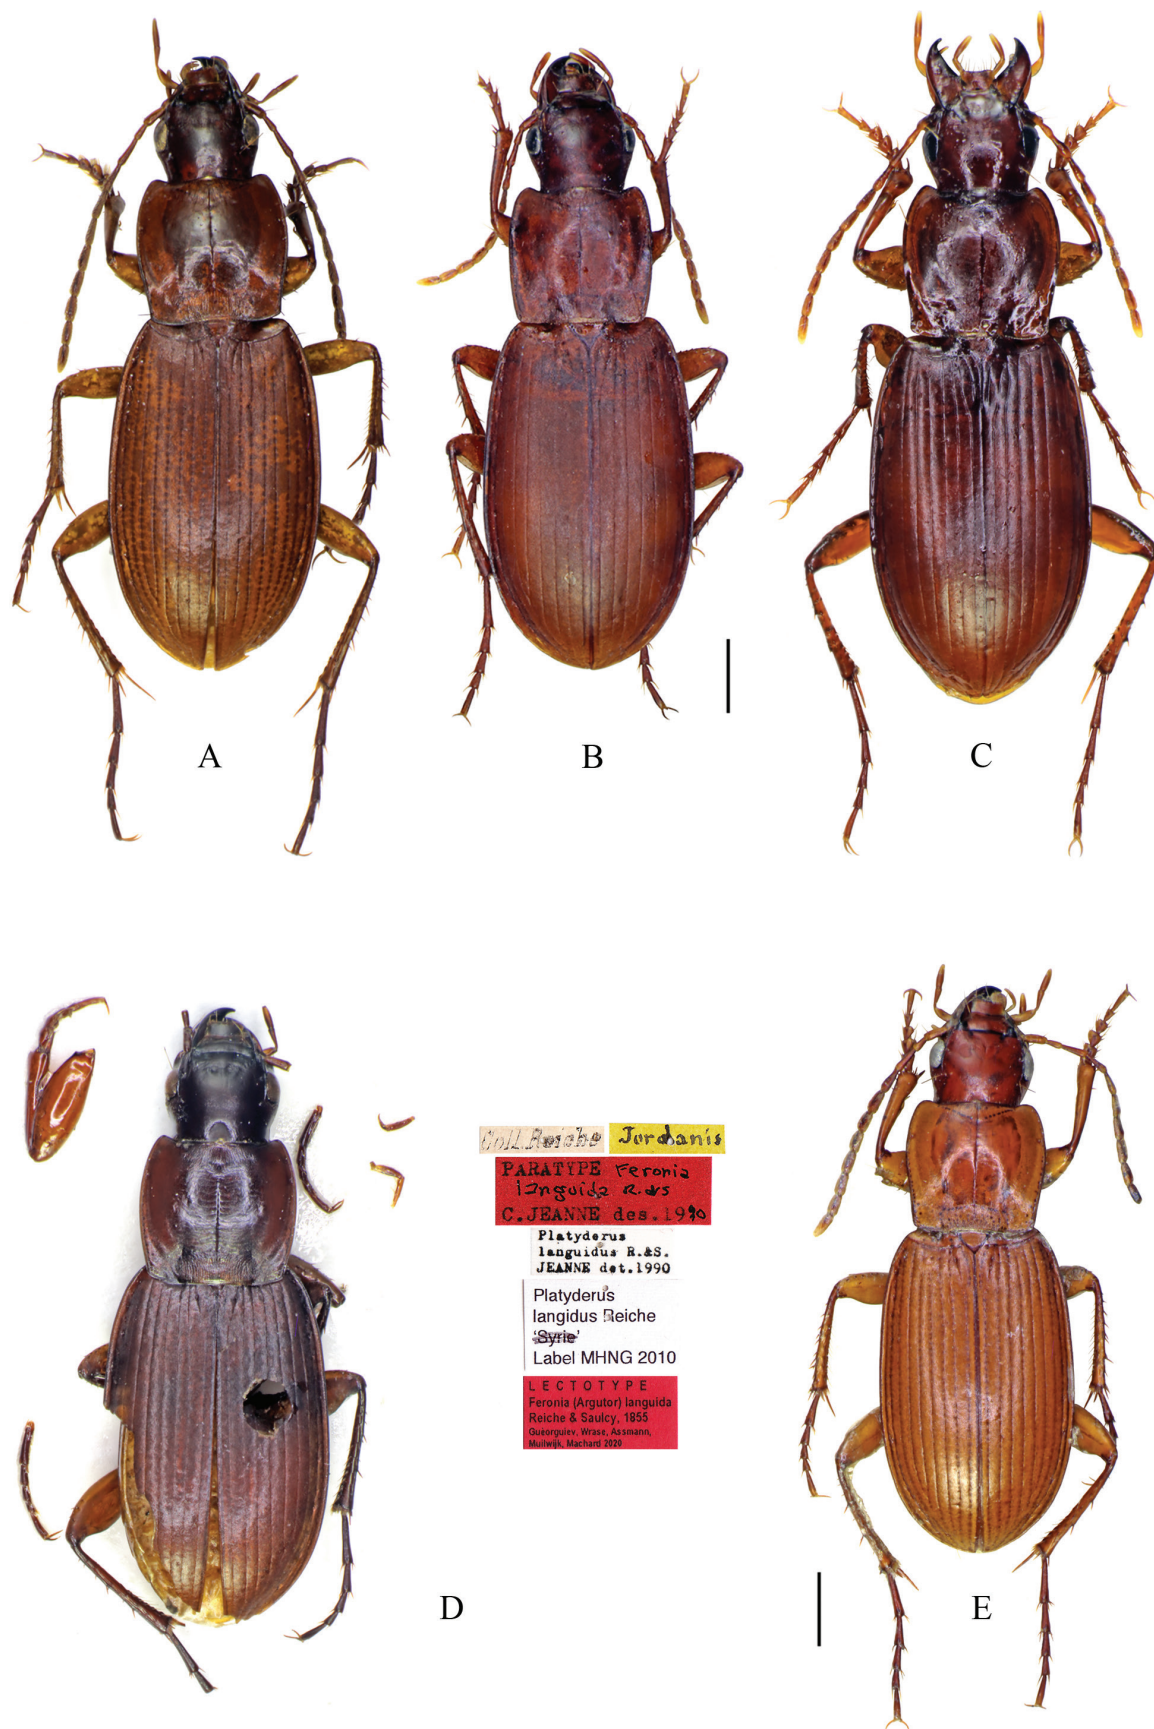 A
B
C
Coll. Reiche
Jordanis
PARATYPE Feronia
languida R. &S
C. JEANNE des. 1990
Platyderus
languidus R.&S.
JEANNE det.1990
Platyderus
langidus Reiche
'Syrie'
Label MHNG 2010
LECTOTYPE
Feronia (Argutor) languida
Reiche & Saulcy, 1855
Gueorguiev, Wrase, Assmann,
Muilwijk, Machard 2020
D
E